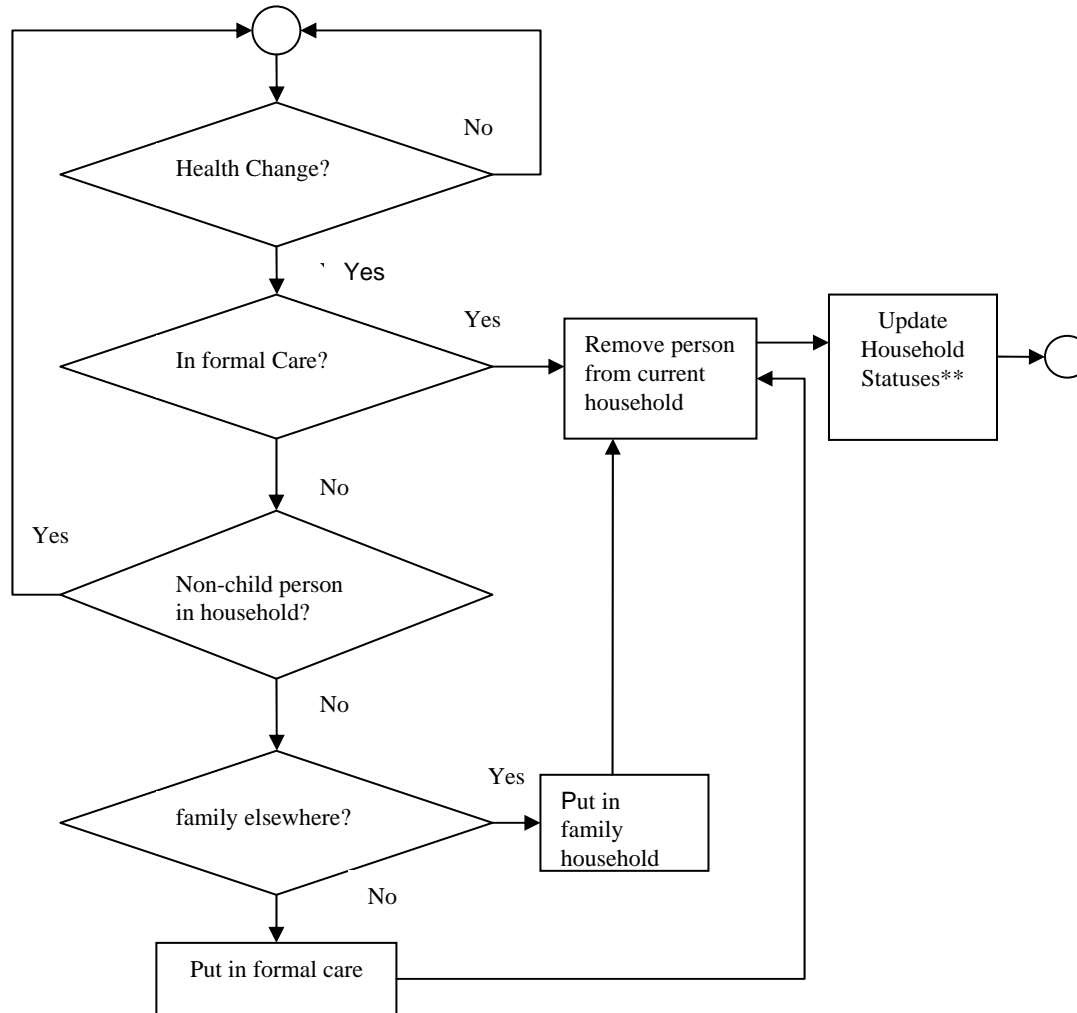 No
Health Change?
Yes
Yes
In formal Care?
Remove person
from current
household
Update
Household
Statuses**
No
Yes
Non-child person
in household?
No
family elsewhere?
Yes
Put in
family
household
No
Put in formal care